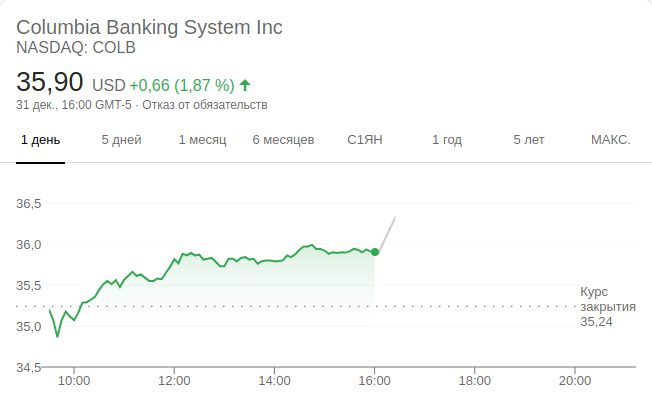 Columbia Banking System Inc
NASDAQ: COLB
35,90 USD +0,66 (1,87 %)
31 дек., 16:00 GMT-5 · Отказ от обязательств
1 день 5 дней 1 месяц 6 месяцев С1ЯН 1 год 5 лет МАКС.
36,5
36,0
35,5
Курс
закрытия
35,24
35,0
34,5
10:00 12:00 14:00 16:00 18:00 20:00